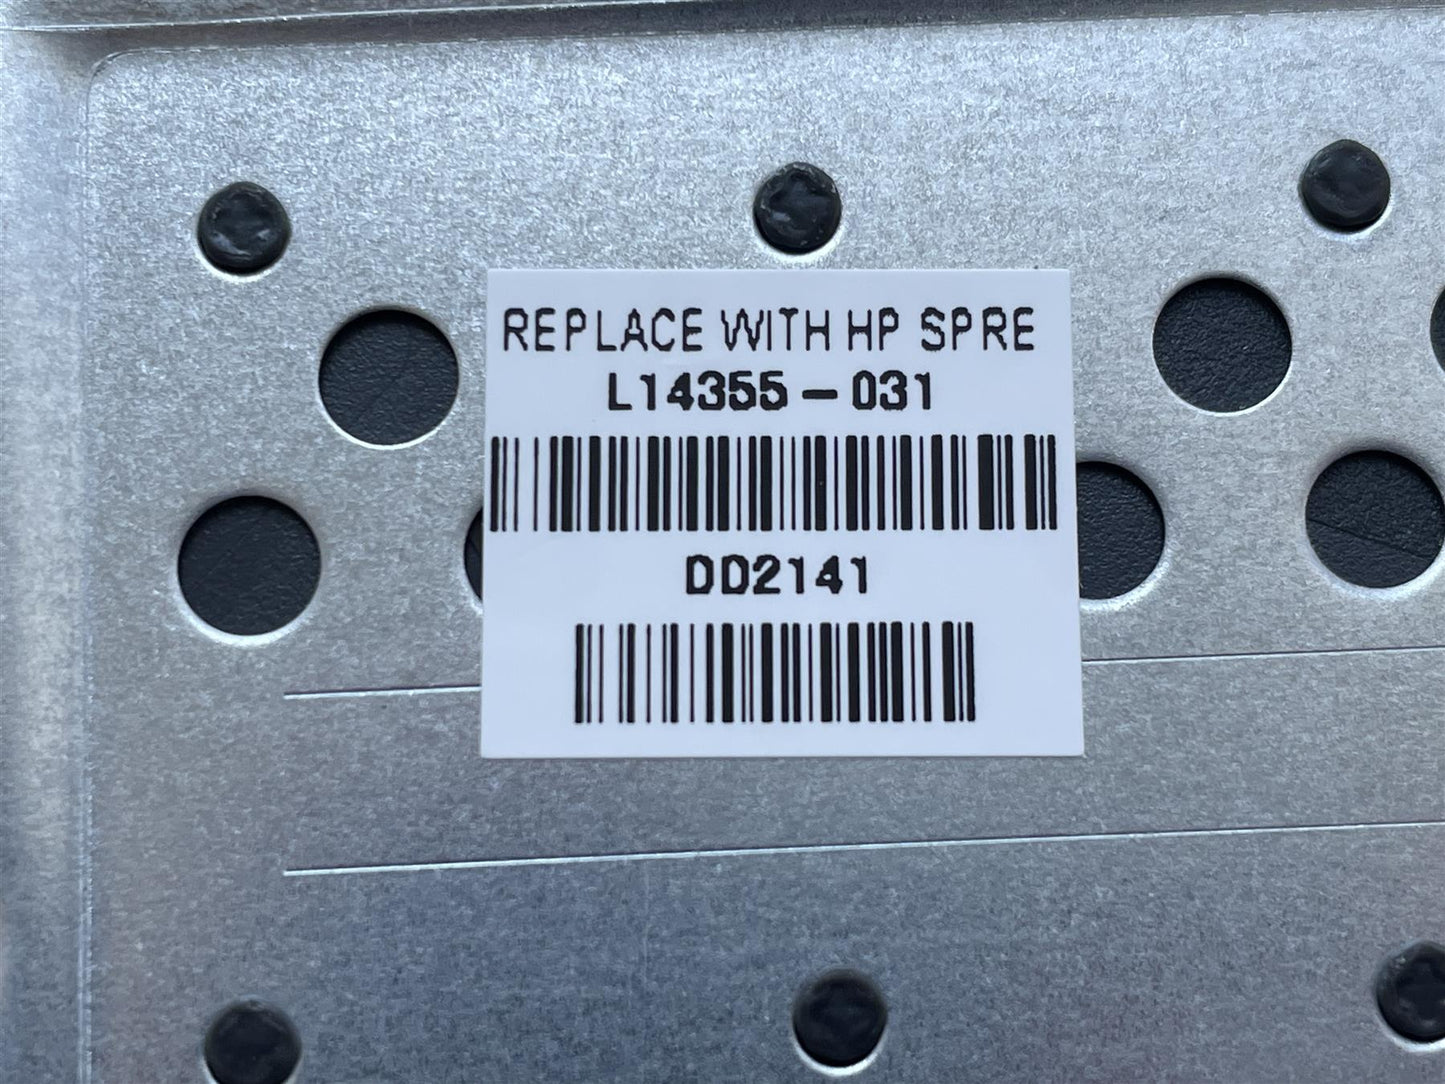 REPLACE WITH HP SPRE
L14355-031
DD2141